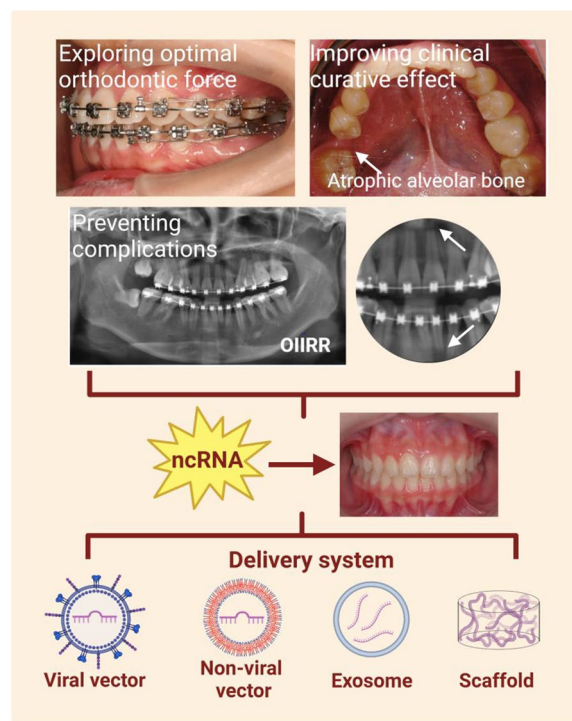 Exploring optimal
orthodontic force
Improving clinical
curative effect
Atrophic alveolar bone
Preventing
complications
OIIRR
ncRNA
Delivery system
Viral vector
Non-viral
vector
Exosome
Scaffold